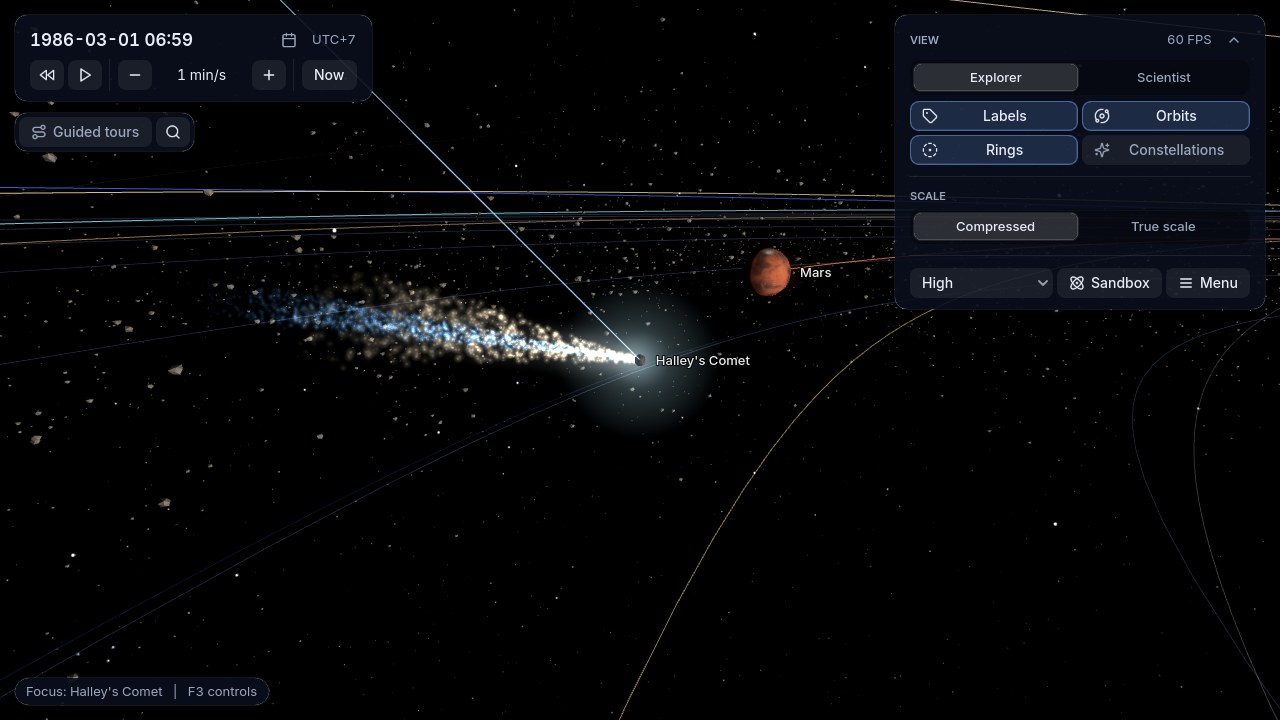 1986-03-01 06:59 UTC+7
1 min/s Now
Guided tours
VIEW 60 FPS
Explorer Scientist
Labels Orbits
Rings Constellations
SCALE
Compressed True scale
High Sandbox Menu
Mars
Halley's Comet
Focus: Halley's Comet | F3 controls